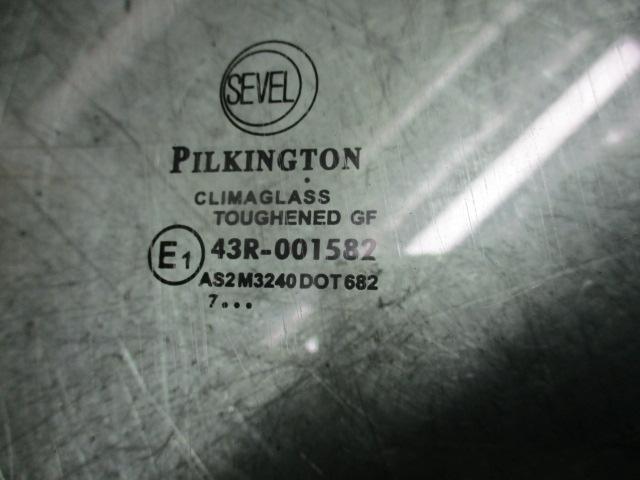 SEVEL
PILKINGTON
CLIMAGLASS
TOUGHENED GF
E1 43R-001582
AS2 M3240 DOT 682
7...